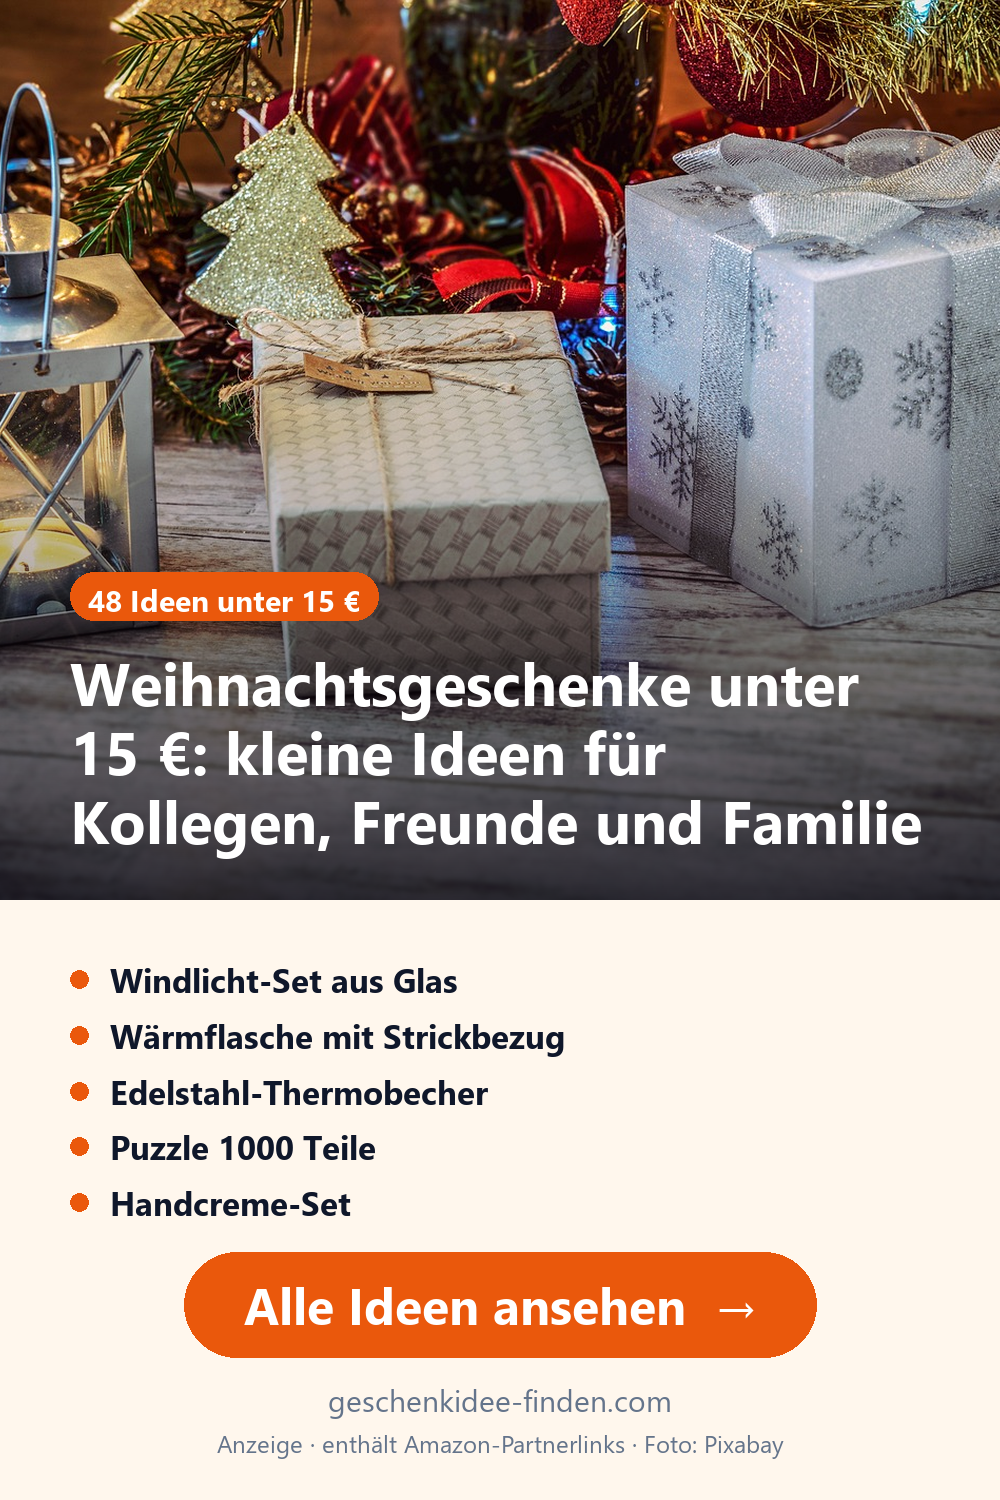 48 Ideen unter 15 €
Weihnachtsgeschenke unter
15 €: kleine Ideen für
Kollegen, Freunde und Familie
Windlicht-Set aus Glas
Wärmflasche mit Strickbezug
Edelstahl-Thermobecher
Puzzle 1000 Teile
Handcreme-Set
Alle Ideen ansehen →
geschenkidee-finden.com
Anzeige · enthält Amazon-Partnerlinks · Foto: Pixabay